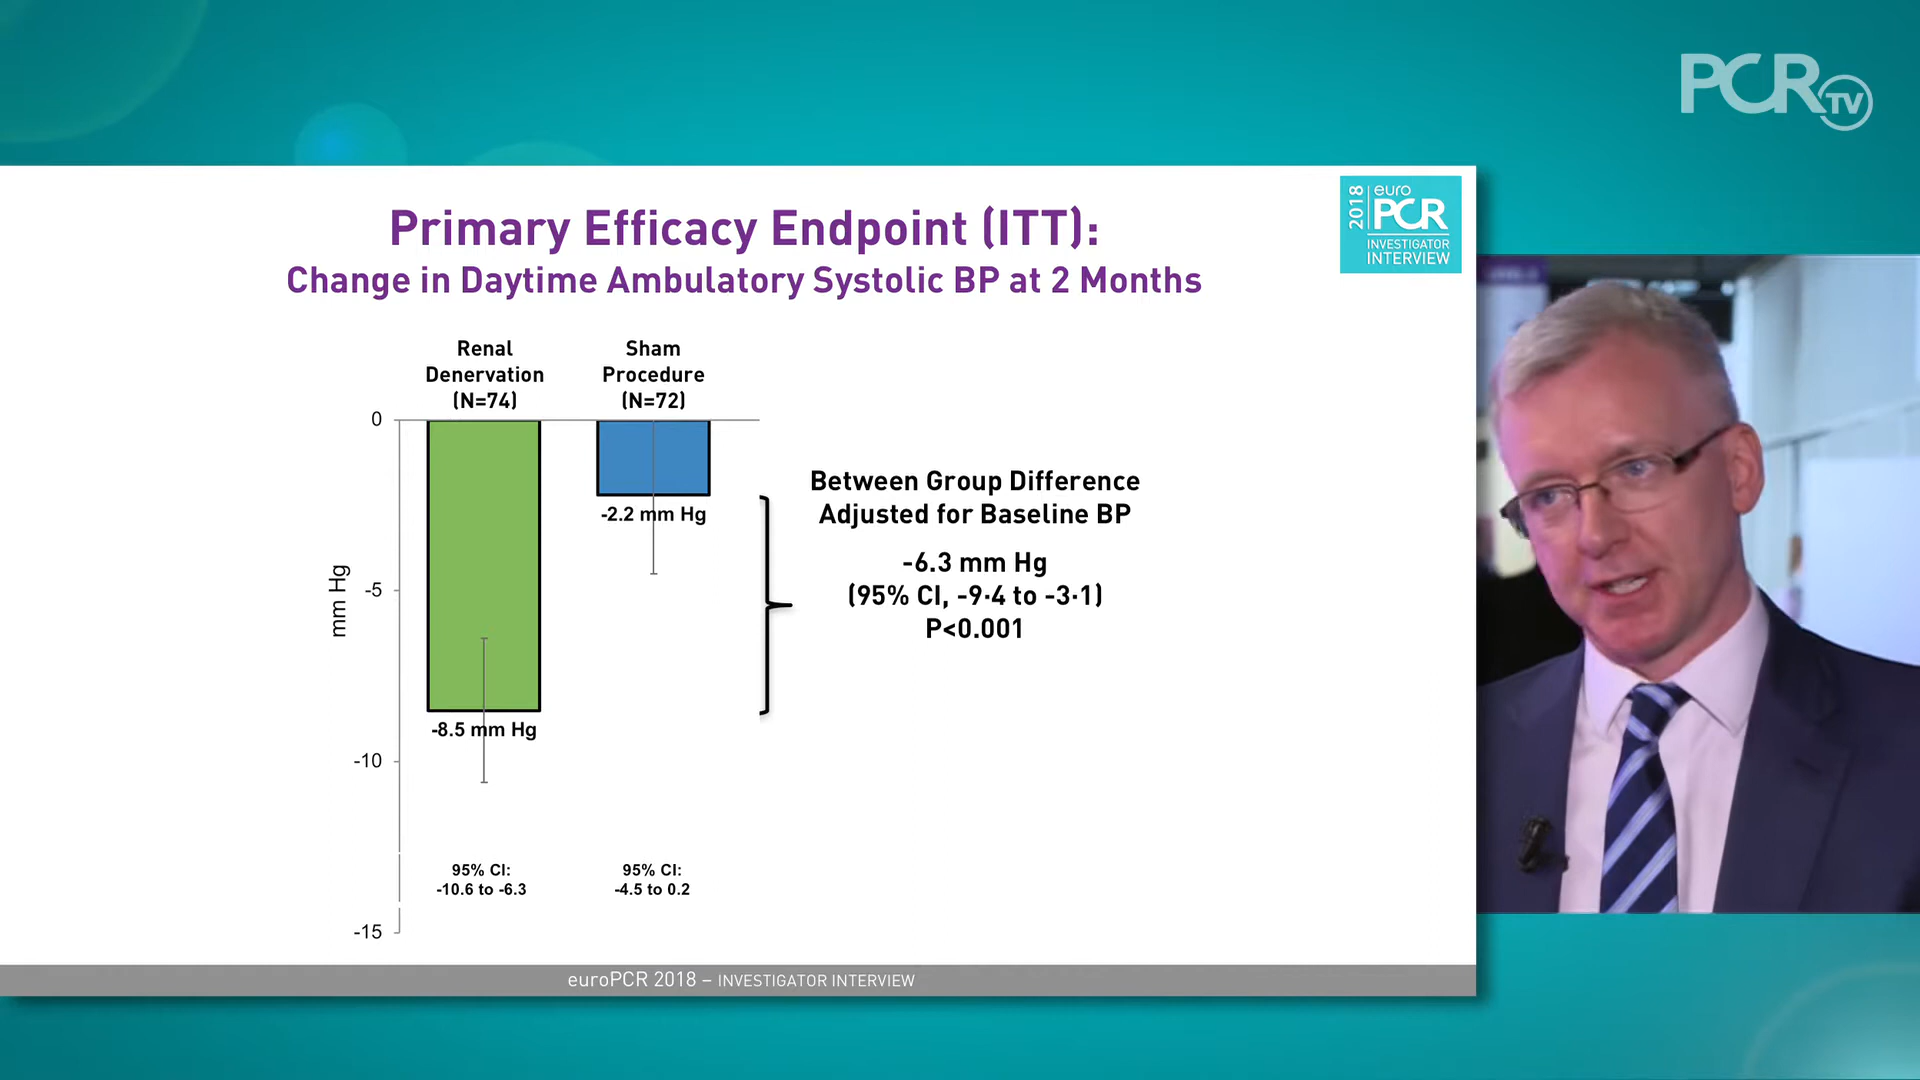 PCR TV
2018 euro
PCR
INVESTIGATOR
INTERVIEW
Primary Efficacy Endpoint (ITT):
Change in Daytime Ambulatory Systolic BP at 2 Months
Renal
Denervation
(N=74)
Sham
Procedure
(N=72)
0
-5
-10
-15
mm Hg
-2.2 mm Hg
-8.5 mm Hg
Between Group Difference
Adjusted for Baseline BP
-6.3 mm Hg
(95% CI, -9·4 to -3·1)
P<0.001
95% CI:
-10.6 to -6.3
95% CI:
-4.5 to 0.2
euroPCR 2018 – INVESTIGATOR INTERVIEW